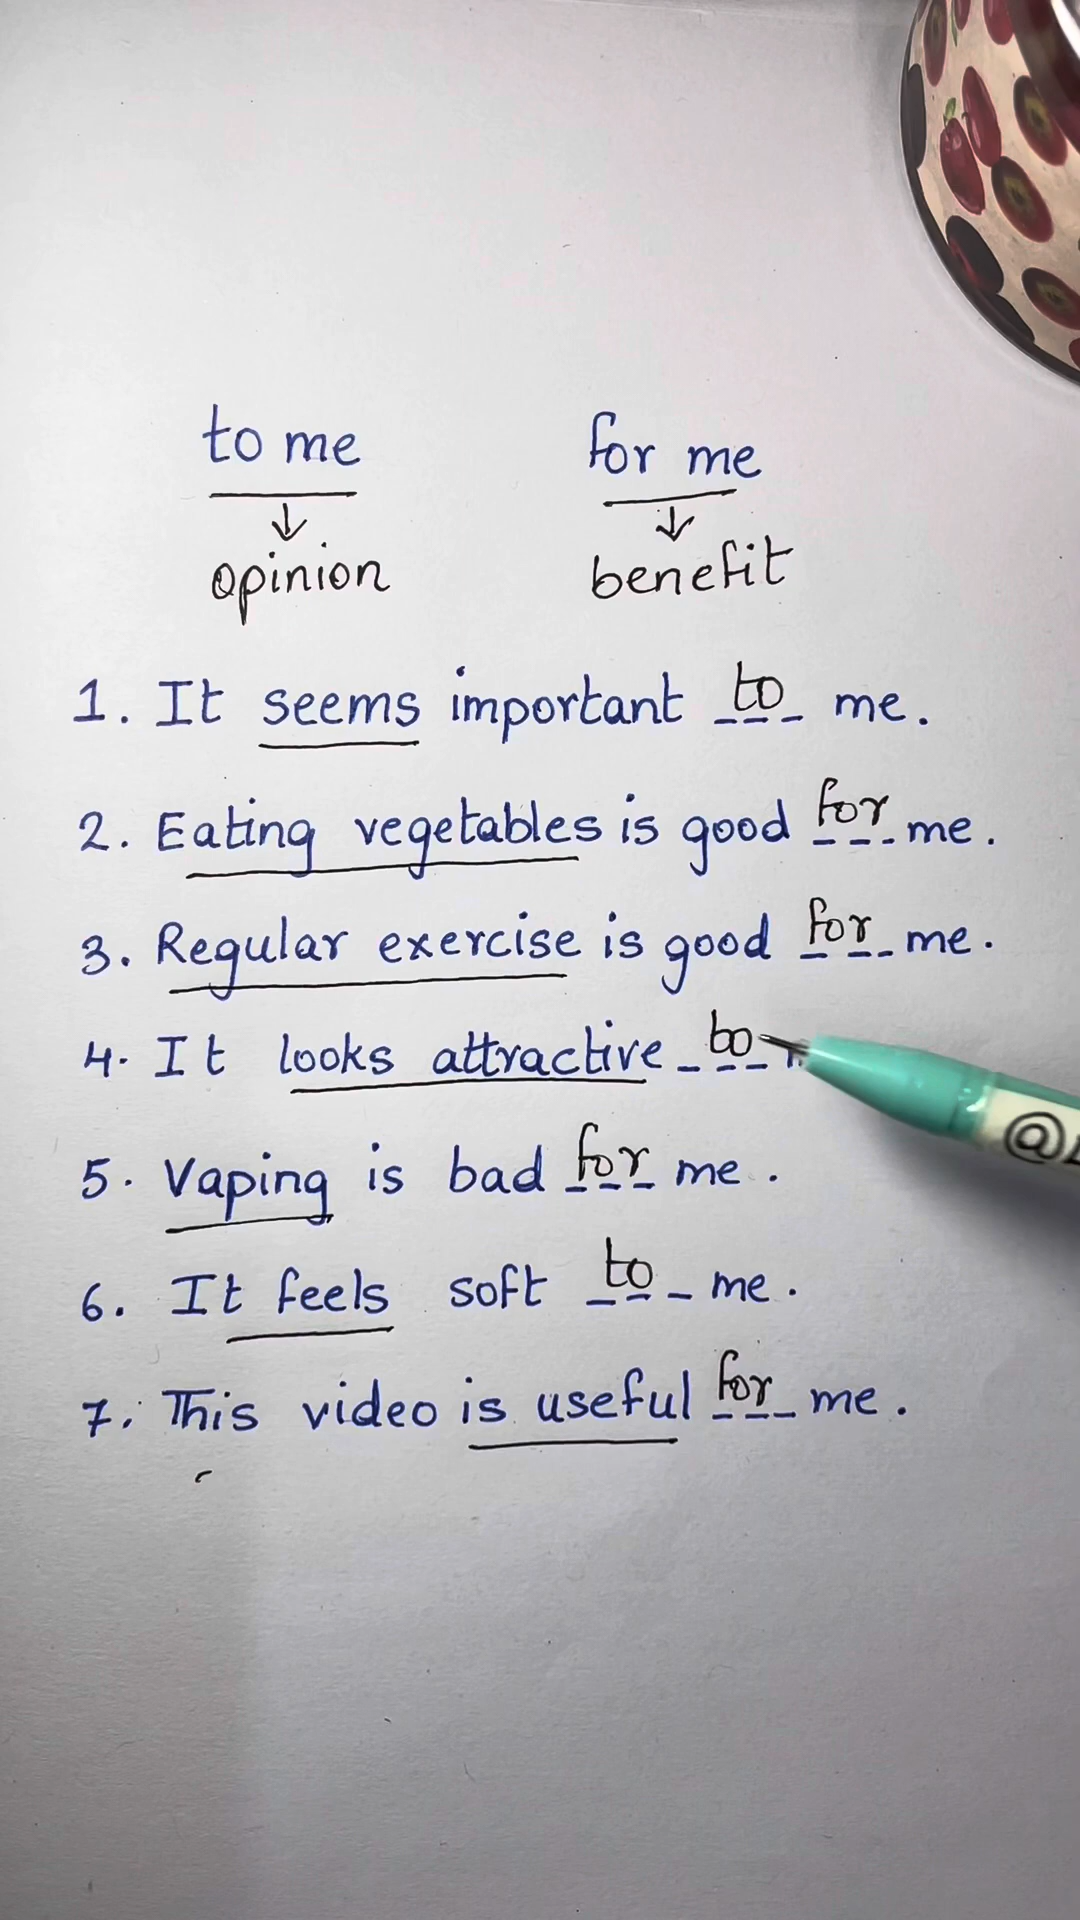 to me for me
↓ ↓
opinion benefit
1. It seems important to me.
2. Eating vegetables is good for me.
3. Regular exercise is good for me.
4. It looks attractive to
5. Vaping is bad for me.
6. It feels soft to me.
7. This video is useful for me.